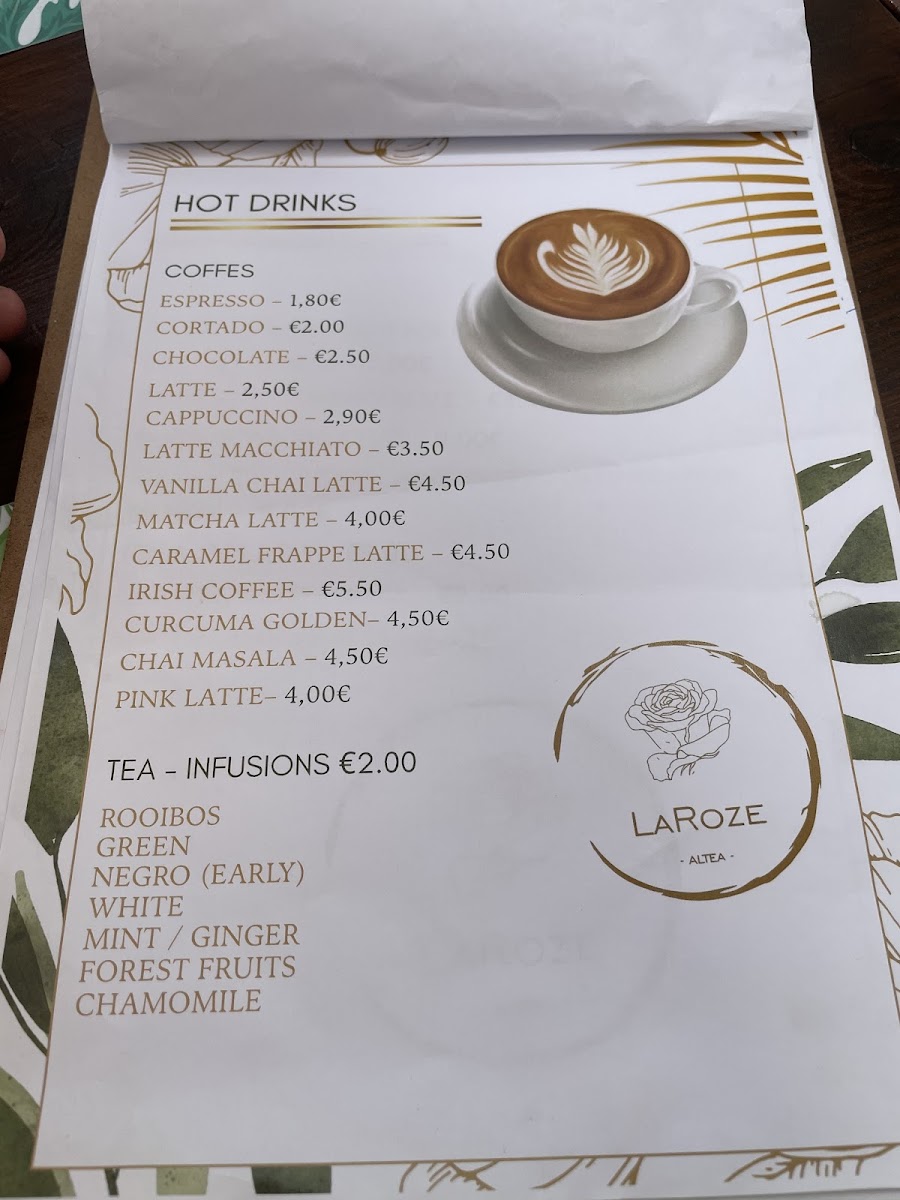 HOT DRINKS
COFFES
ESPRESSO – 1,80€
CORTADO – €2.00
CHOCOLATE – €2.50
LATTE – 2,50€
CAPPUCCINO – 2,90€
LATTE MACCHIATO – €3.50
VANILLA CHAI LATTE – €4.50
MATCHA LATTE – 4,00€
CARAMEL FRAPPE LATTE – €4.50
IRISH COFFEE – €5.50
CURCUMA GOLDEN– 4,50€
CHAI MASALA – 4,50€
PINK LATTE– 4,00€
TEA – INFUSIONS €2.00
ROOIBOS
GREEN
NEGRO (EARLY)
WHITE
MINT / GINGER
FOREST FRUITS
CHAMOMILE
LAROZE
- ALTEA -